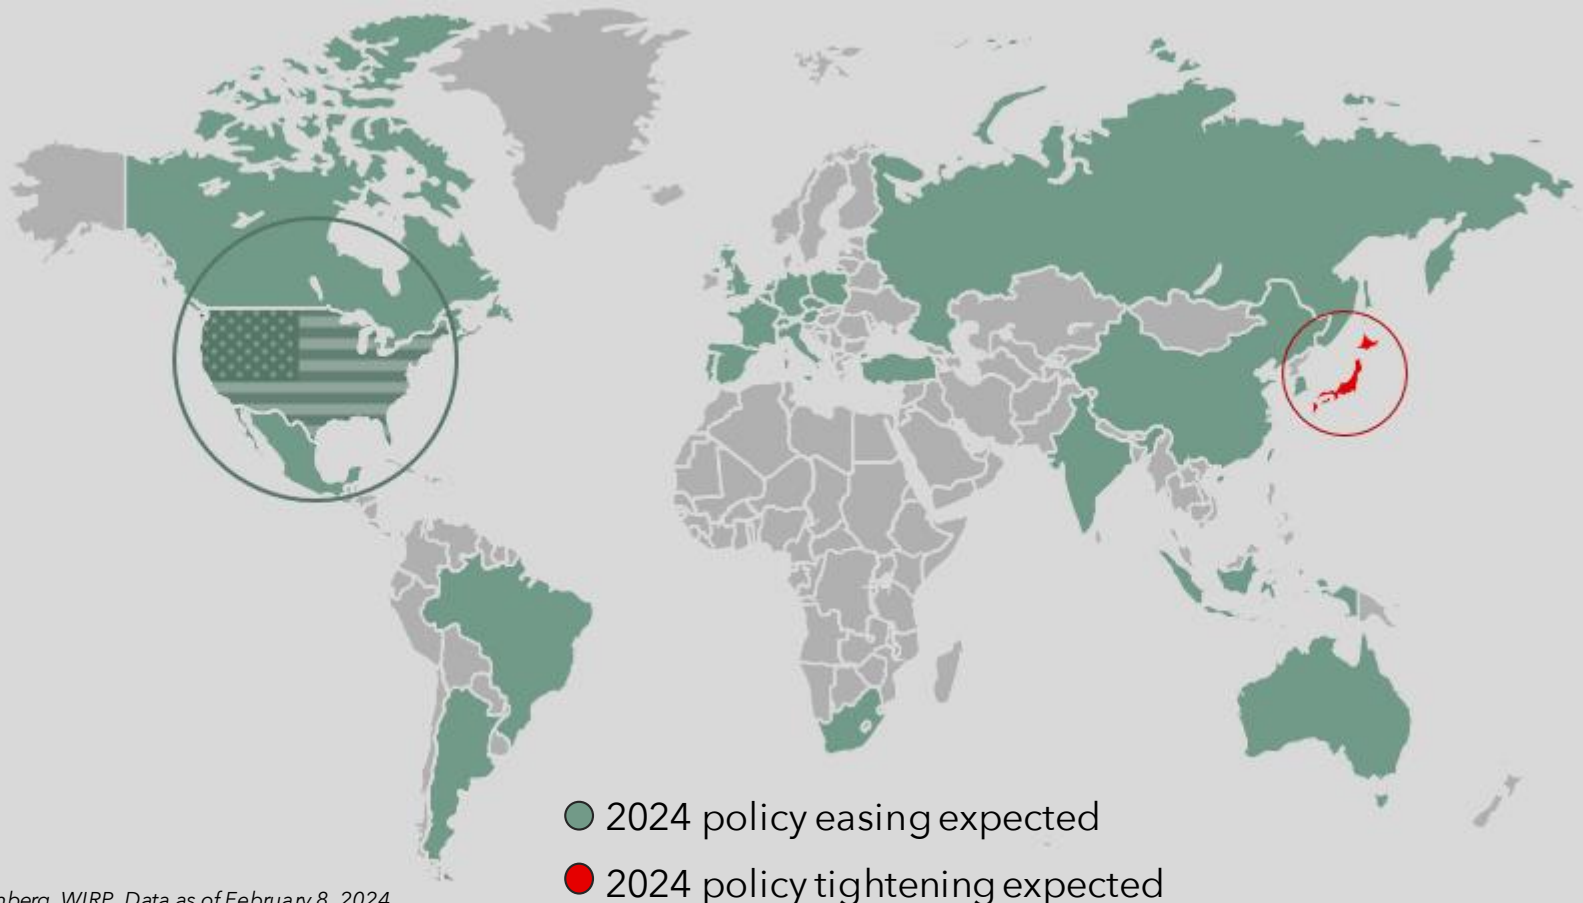 2024 policy easing expected
2024 policy tightening expected
WIRP. Data as of February 8, 2024